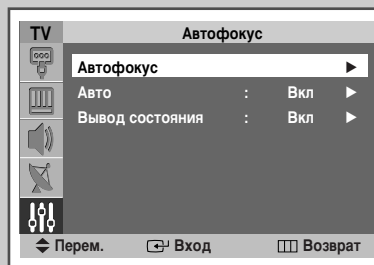 TV Автофокус
Автофокус ►
Авто : Вкл ►
Вывод состояния : Вкл ►
Перем. Вход Возврат